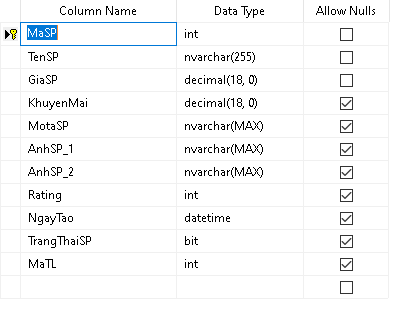 Column Name Data Type Allow Nulls
MaSP int
TenSP nvarchar(255)
GiaSP decimal(18, 0)
KhuyenMai decimal(18, 0)
MotaSP nvarchar(MAX)
AnhSP_1 nvarchar(MAX)
AnhSP_2 nvarchar(MAX)
Rating int
NgayTao datetime
TrangThaiSP bit
MaTL int